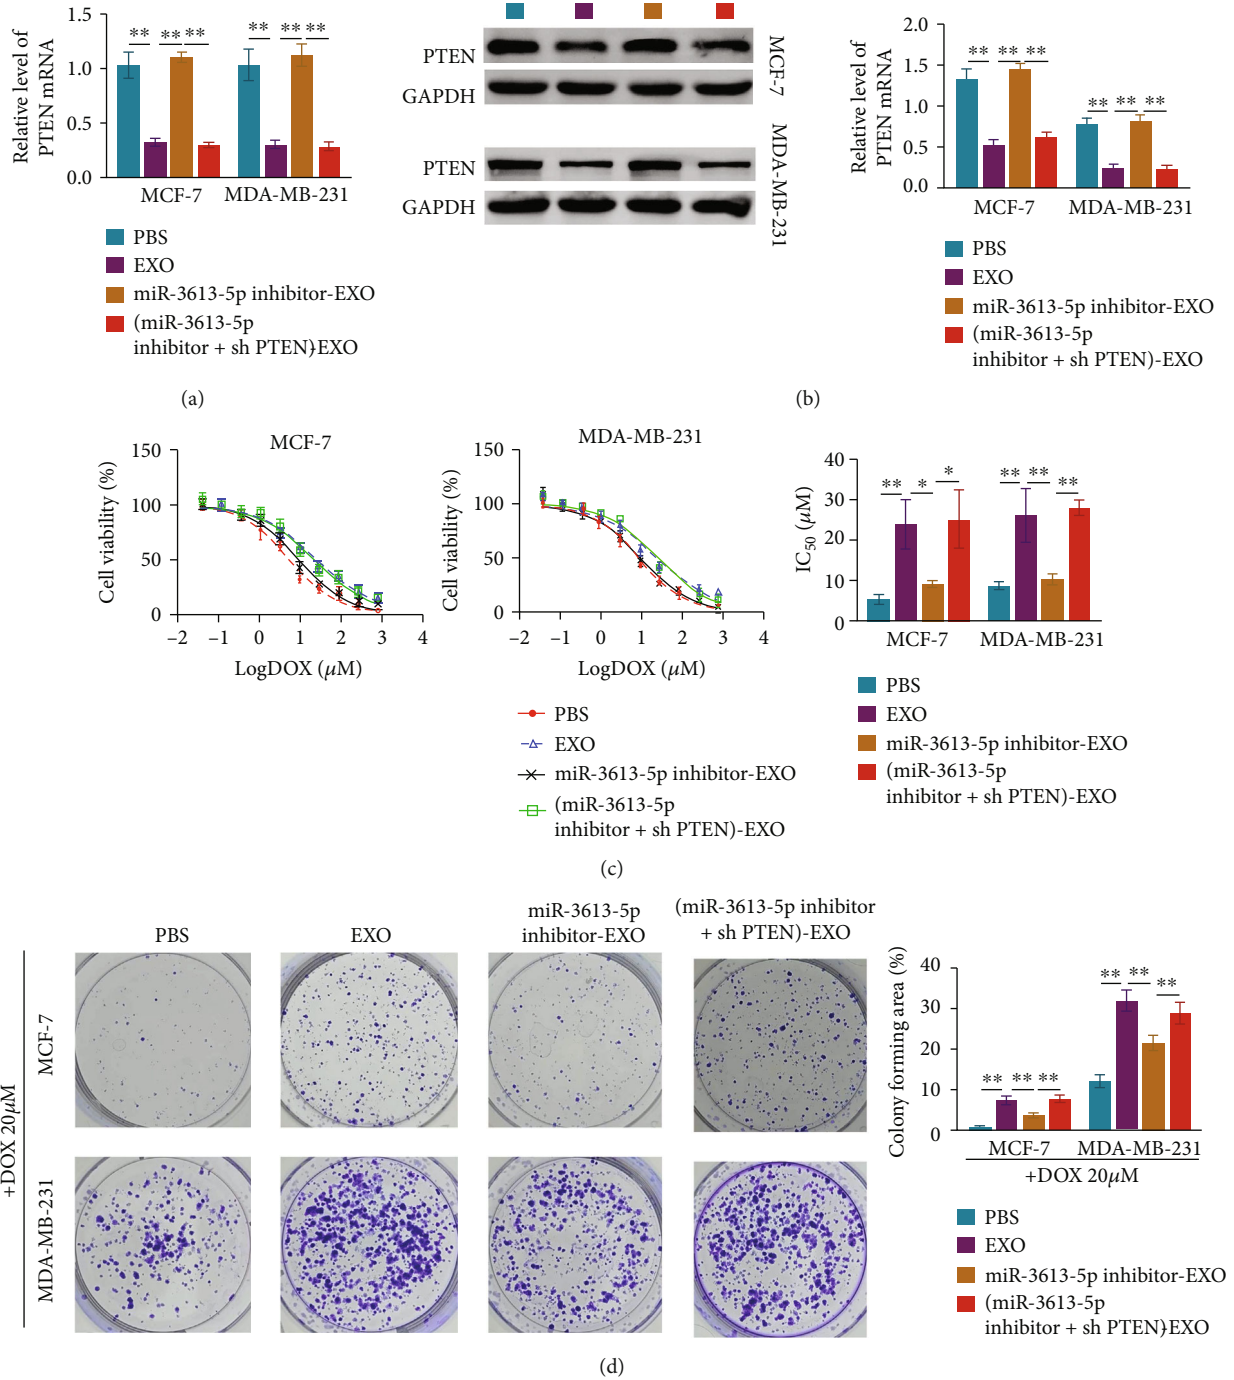 Relative level of
PTEN mRNA
1.5
1.0
0.5
0.0
** ** **
** ** **
MCF-7
MDA-MB-231
PBS
EXO
miR-3613-5p inhibitor-EXO
(miR-3613-5p
inhibitor + sh PTEN)-EXO
(a)
PTEN
GAPDH
MCF-7
PTEN
GAPDH
MDA-MB-231
Relative level of
PTEN mRNA
2.0
1.5
1.0
0.5
0.0
** ** **
** ** **
MCF-7
MDA-MB-231
PBS
EXO
miR-3613-5p inhibitor-EXO
(miR-3613-5p
inhibitor + sh PTEN)-EXO
(b)
MCF-7
Cell viability (%)
150
100
50
0
−2 −1 0 1 2 3 4
LogDOX (μM)
MDA-MB-231
Cell viability (%)
150
100
50
0
−2 −1 0 1 2 3 4
LogDOX (μM)
PBS
EXO
miR-3613-5p inhibitor-EXO
(miR-3613-5p
inhibitor + sh PTEN)-EXO
IC50 (μM)
40
30
20
10
0
** * *
** ** **
MCF-7
MDA-MB-231
PBS
EXO
miR-3613-5p inhibitor-EXO
(miR-3613-5p
inhibitor + sh PTEN)-EXO
(c)
PBS
EXO
miR-3613-5p
inhibitor-EXO
(miR-3613-5p inhibitor
+ sh PTEN)-EXO
+DOX 20μM
MCF-7
MDA-MB-231
Colony forming area (%)
40
30
20
10
0
** ** **
** ** **
MCF-7
MDA-MB-231
+DOX 20μM
PBS
EXO
miR-3613-5p inhibitor-EXO
(miR-3613-5p
inhibitor + sh PTEN)-EXO
(d)